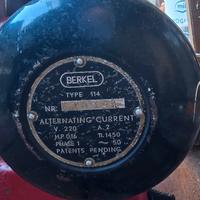 BERKEL
TYPE 114
NR.
ALTERNATING CURRENT
V. 220 A. 2
H.P. 0.16 T. 1450
PHASE 1 ~ 50
PATENTS PENDING